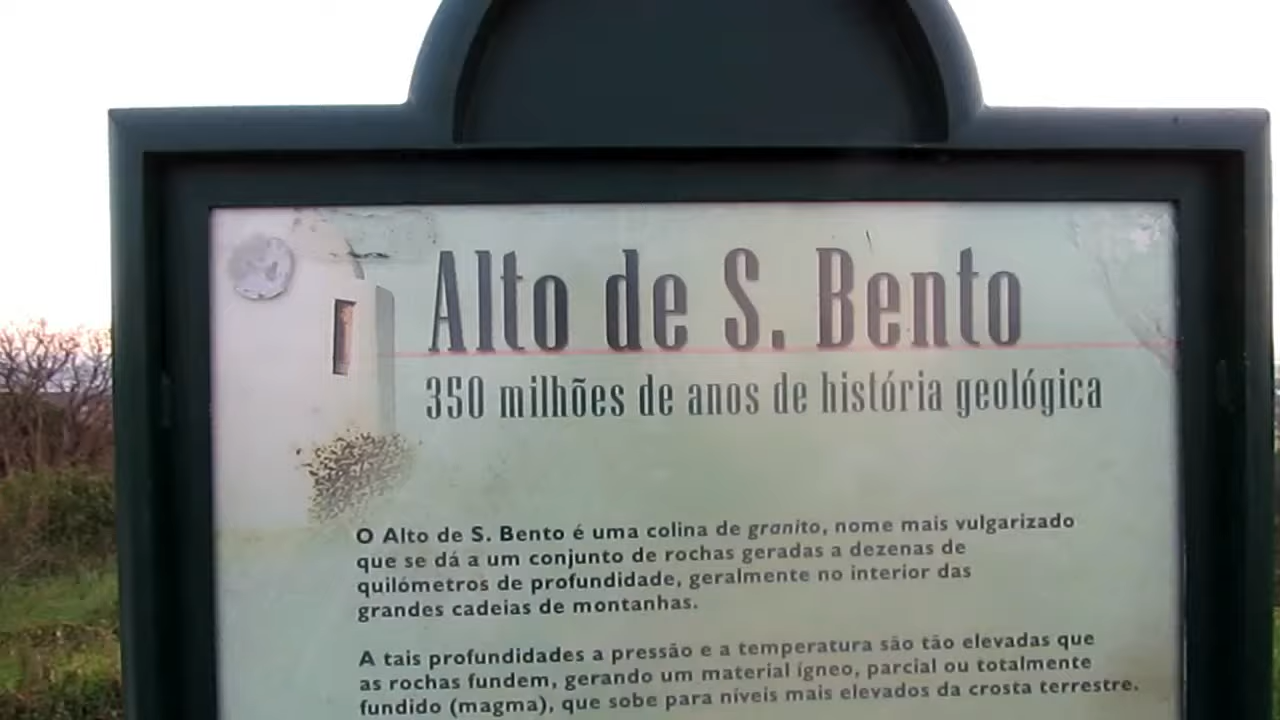 Alto de S. Bento
350 milhões de anos de história geológica
O Alto de S. Bento é uma colina de granito, nome mais vulgarizado
que se dá a um conjunto de rochas geradas a dezenas de
quilómetros de profundidade, geralmente no interior das
grandes cadeias de montanhas.
A tais profundidades a pressão e a temperatura são tão elevadas que
as rochas fundem, gerando um material ígneo, parcial ou totalmente
fundido (magma), que sobe para níveis mais elevados da crosta terrestre.